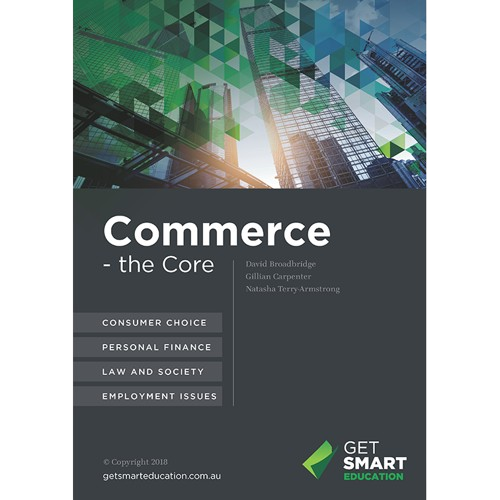 Commerce
- the Core
David Broadbridge
Gillian Carpenter
Natasha Terry-Armstrong
CONSUMER CHOICE
PERSONAL FINANCE
LAW AND SOCIETY
EMPLOYMENT ISSUES
© Copyright 2018
getsmarteducation.com.au
GET
SMART
EDUCATION